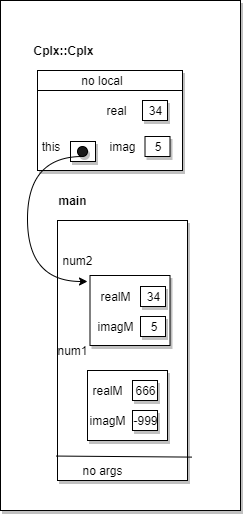 Cplx::Cplx
no local
real 34
this imag 5
main
num2
realM 34
imagM 5
num1
realM 666
imagM -999
no args